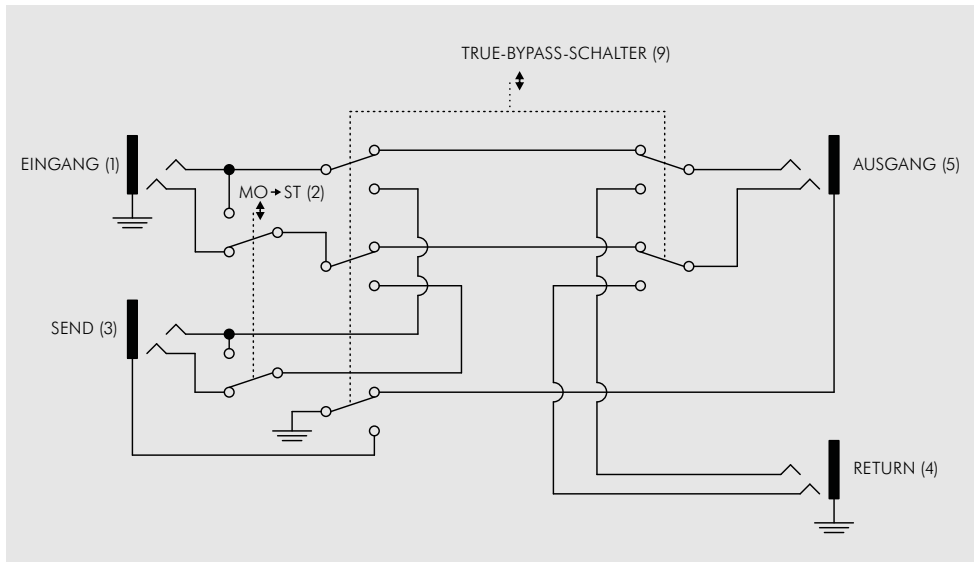 TRUE-BYPASS-SCHALTER (9)
EINGANG (1)
AUSGANG (5)
MO→ST (2)
SEND (3)
RETURN (4)